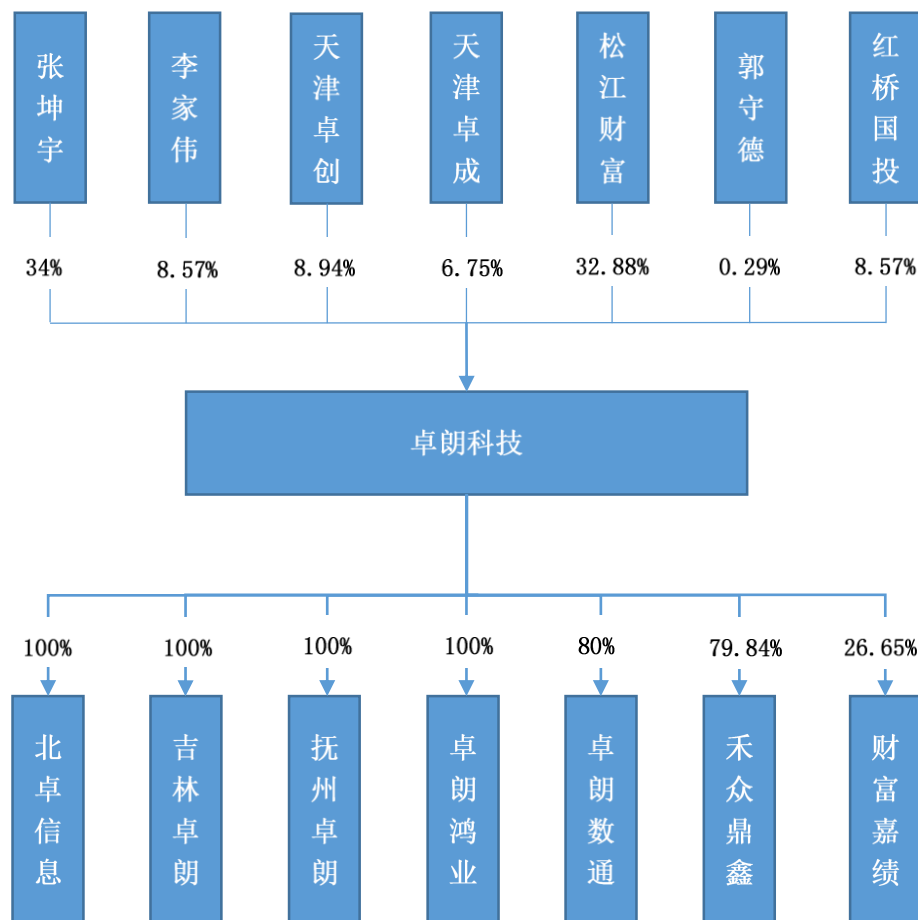 张坤宇
李家伟
天津卓创
天津卓成
松江财富
郭守德
红桥国投
34%
8.57%
8.94%
6.75%
32.88%
0.29%
8.57%
卓朗科技
100%
100%
100%
100%
80%
79.84%
26.65%
北卓信息
吉林卓朗
抚州卓朗
卓朗鸿业
卓朗数通
禾众鼎鑫
财富嘉绩